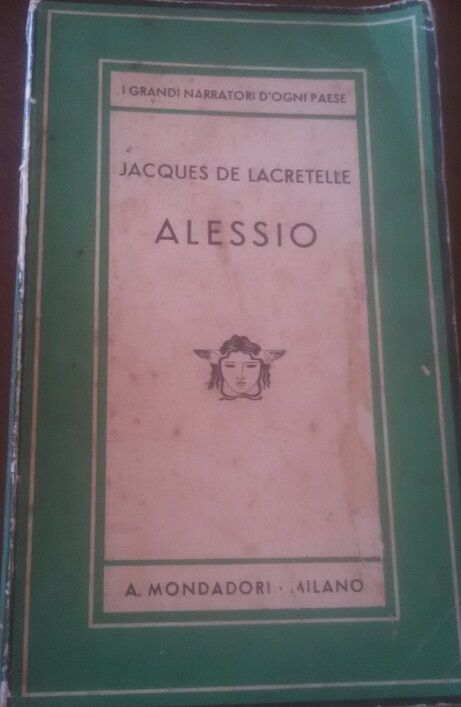 I GRANDI NARRATORI D'OGNI PAESE
JACQUES DE LACRETELLE
ALESSIO
A. MONDADORI · MILANO